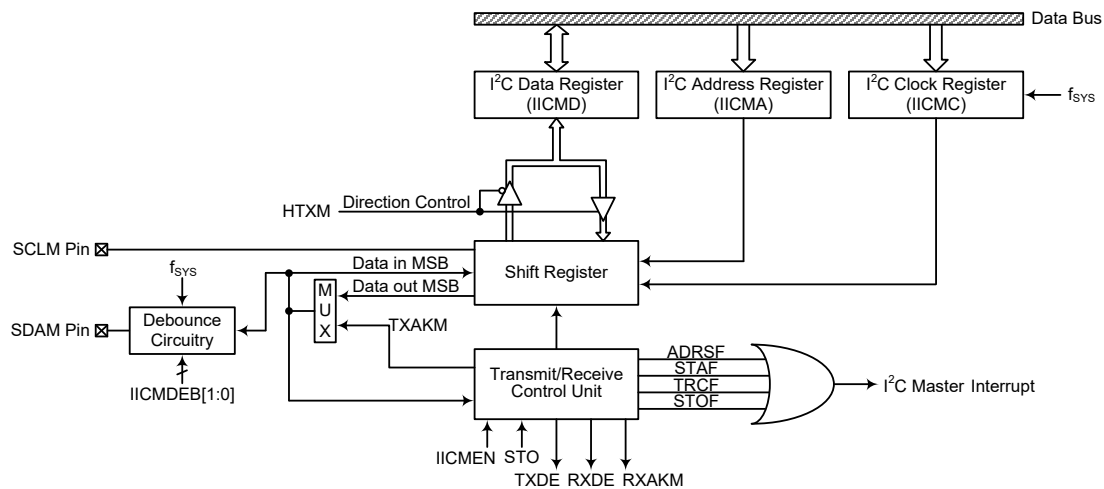 Data Bus
I²C Data Register
(IICMD)
I²C Address Register
(IICMA)
I²C Clock Register
(IICMC)
fSYS
HTXM
Direction Control
SCLM Pin
Shift Register
Data in MSB
Data out MSB
fSYS
M
U
X
SDAM Pin
Debounce
Circuitry
TXAKM
IICMDEB[1:0]
Transmit/Receive
Control Unit
ADRSF
STAF
TRCF
STOF
I²C Master Interrupt
IICMEN
STO
TXDE
RXDE
RXAKM